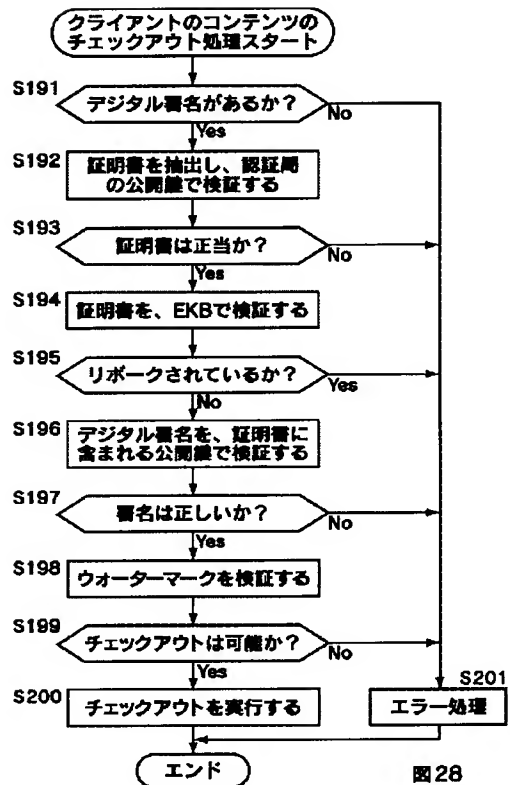 クライアントのコンテンツの
チェックアウト処理スタート
S191
デジタル署名があるか?
No
Yes
S192
証明書を抽出し、認証局
の公開鍵で検証する
S193
証明書は正当か?
No
Yes
S194
証明書を、EKBで検証する
S195
リボークされているか?
Yes
No
S196
デジタル署名を、証明書に
含まれる公開鍵で検証する
S197
署名は正しいか?
No
Yes
S198
ウォーターマークを検証する
S199
チェックアウトは可能か?
No
Yes
S200
チェックアウトを実行する
S201
エラー処理
エンド
図28